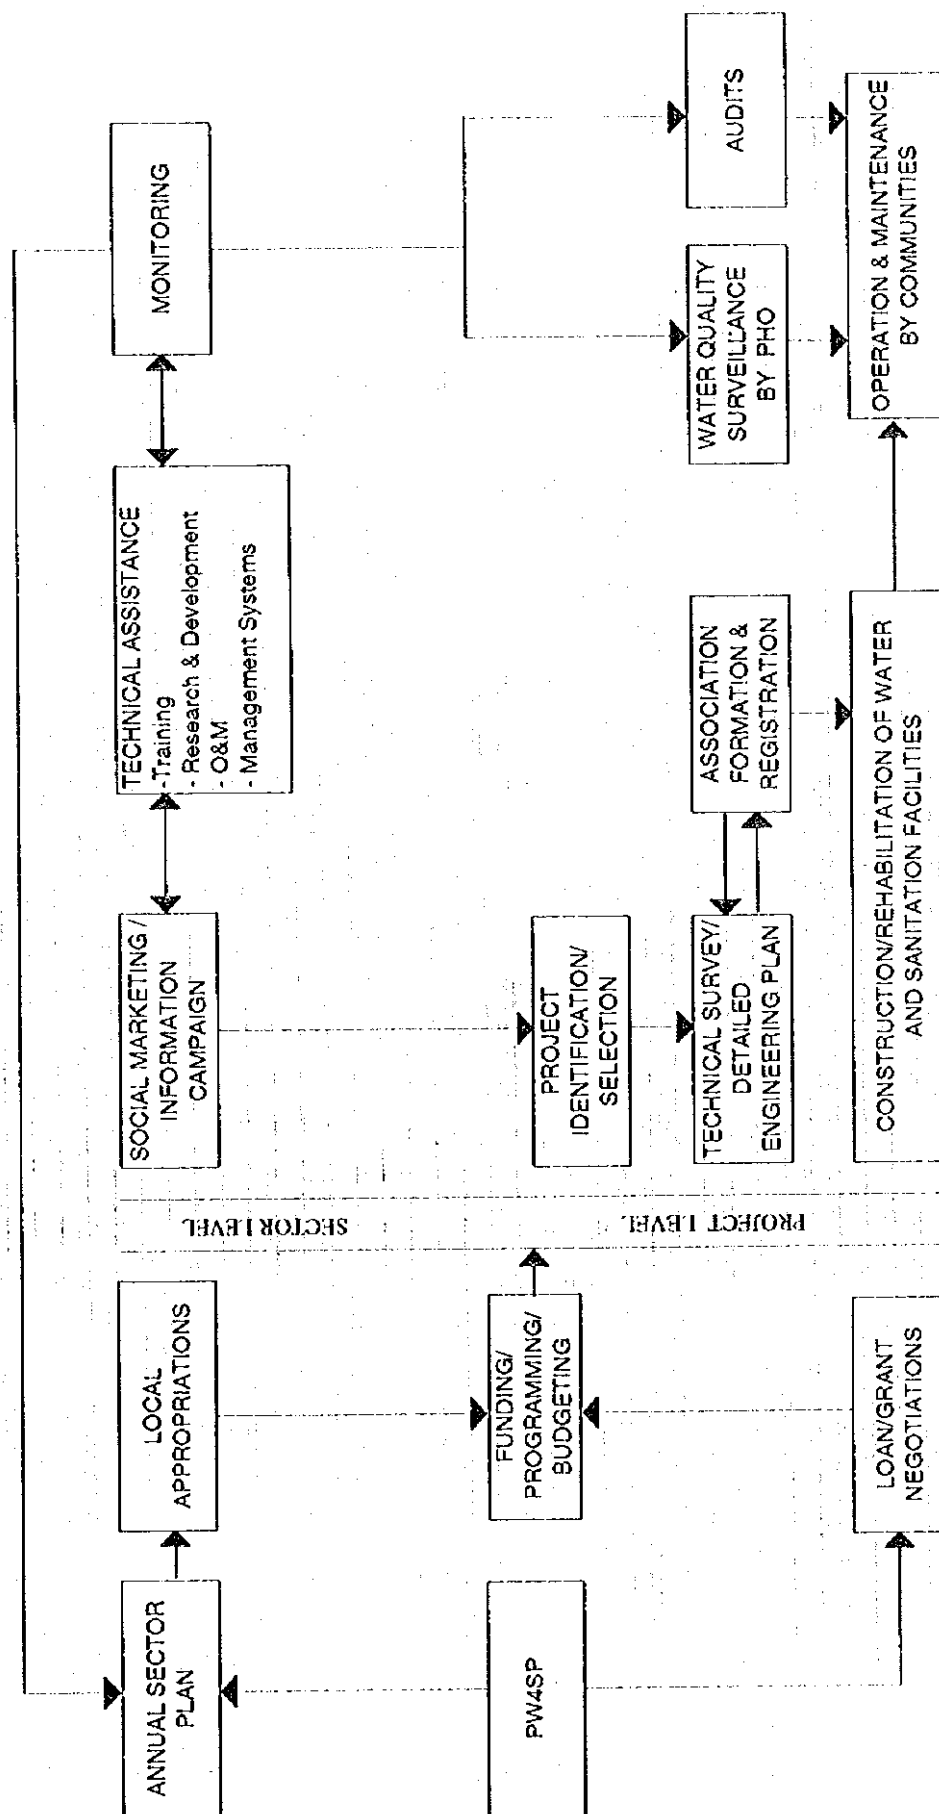 ANNUAL SECTOR
PLAN
PW4SP
LOCAL
APPROPRIATIONS
FUNDING/
PROGRAMMING/
BUDGETING
LOAN/GRANT
NEGOTIATIONS
SECTOR LEVEL
PROJECT LEVEL
SOCIAL MARKETING /
INFORMATION
CAMPAIGN
TECHNICAL ASSISTANCE
-Training
- Research & Development
- O&M
- Management Systems
MONITORING
PROJECT
IDENTIFICATION/
SELECTION
TECHNICAL SURVEY/
DETAILED
ENGINEERING PLAN
ASSOCIATION
FORMATION &
REGISTRATION
WATER QUALITY
SURVEILLANCE
BY PHO
AUDITS
CONSTRUCTION/REHABILITATION OF WATER
AND SANITATION FACILITIES
OPERATION & MAINTENANCE
BY COMMUNITIES